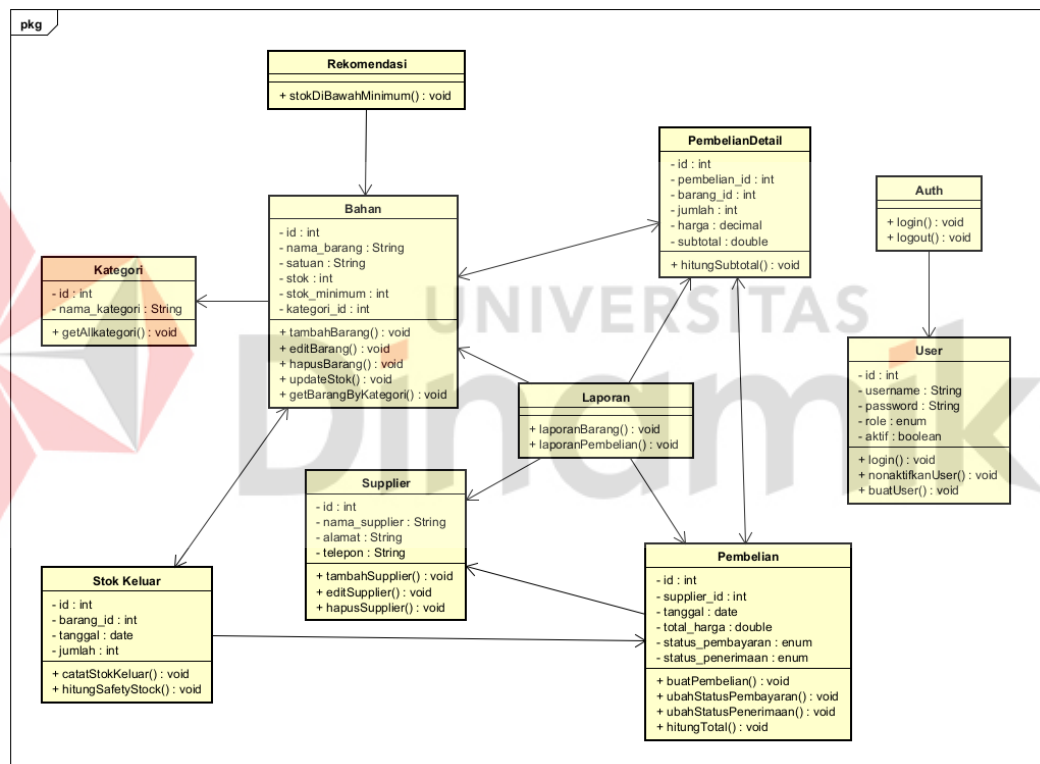 pkg
Rekomendasi
+ stokDiBawahMinimum() : void
PembelianDetail
- id : int
- pembelian_id : int
- barang_id : int
- jumlah : int
- harga : decimal
- subtotal : double
+ hitungSubtotal() : void
Auth
+ login() : void
+ logout() : void
Bahan
- id : int
- nama_barang : String
- satuan : String
- stok : int
- stok_minimum : int
- kategori_id : int
+ tambahBarang() : void
+ editBarang() : void
+ hapusBarang() : void
+ updateStok() : void
+ getBarangByKategori() : void
Kategori
- id : int
- nama_kategori : String
+ getAllkategori() : void
UNIVERSITAS
Dinamika
User
- id : int
- username : String
- password : String
- role : enum
- aktif : boolean
+ login() : void
+ nonaktifkanUser() : void
+ buatUser() : void
Laporan
+ laporanBarang() : void
+ laporanPembelian() : void
Supplier
- id : int
- nama_supplier : String
- alamat : String
- telepon : String
+ tambahSupplier() : void
+ editSupplier() : void
+ hapusSupplier() : void
Stok Keluar
- id : int
- barang_id : int
- tanggal : date
- jumlah : int
+ catatStokKeluar() : void
+ hitungSafetyStock() : void
Pembelian
- id : int
- supplier_id : int
- tanggal : date
- total_harga : double
- status_pembayaran : enum
- status_penerimaan : enum
+ buatPembelian() : void
+ ubahStatusPembayaran() : void
+ ubahStatusPenerimaan() : void
+ hitungTotal() : void